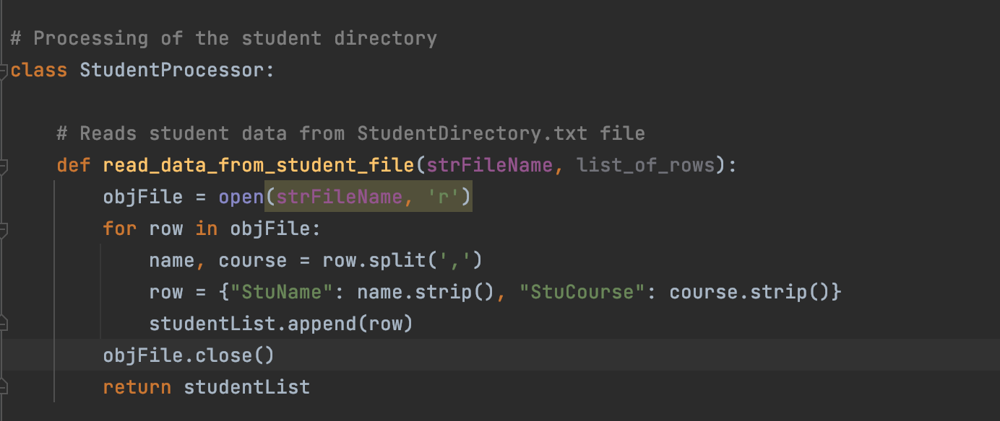 # Processing of the student directory
class StudentProcessor:
    # Reads student data from StudentDirectory.txt file
    def read_data_from_student_file(strFileName, list_of_rows):
        objFile = open(strFileName, 'r')
        for row in objFile:
            name, course = row.split(',')
            row = {"StuName": name.strip(), "StuCourse": course.strip()}
            studentList.append(row)
        objFile.close()
        return studentList